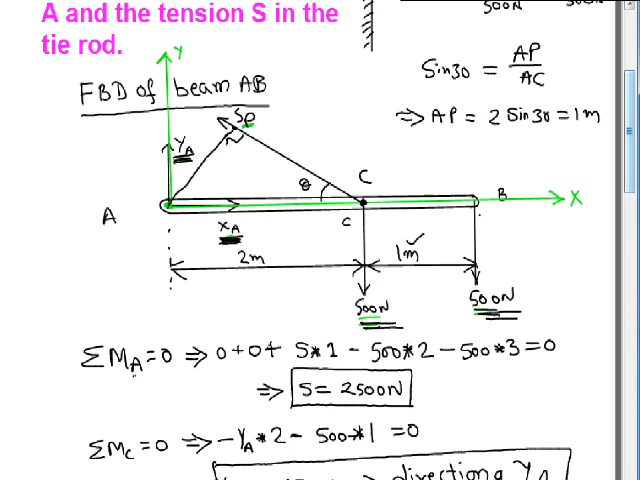 500N 500N
A and the tension S in the
tie rod.
Sin30 = AP/AC
⇒ AP = 2 Sin30 = 1m
FBD of beam AB
Y
S P
Y_A
θ
C
B
X
A
X_A
C
2m
1m
500N
500N
ΣM_A=0 ⇒ 0+0+ S*1 - 500*2 - 500*3 = 0
⇒ S= 2500N
ΣM_C=0 ⇒ -Y_A*2 - 500*1 = 0